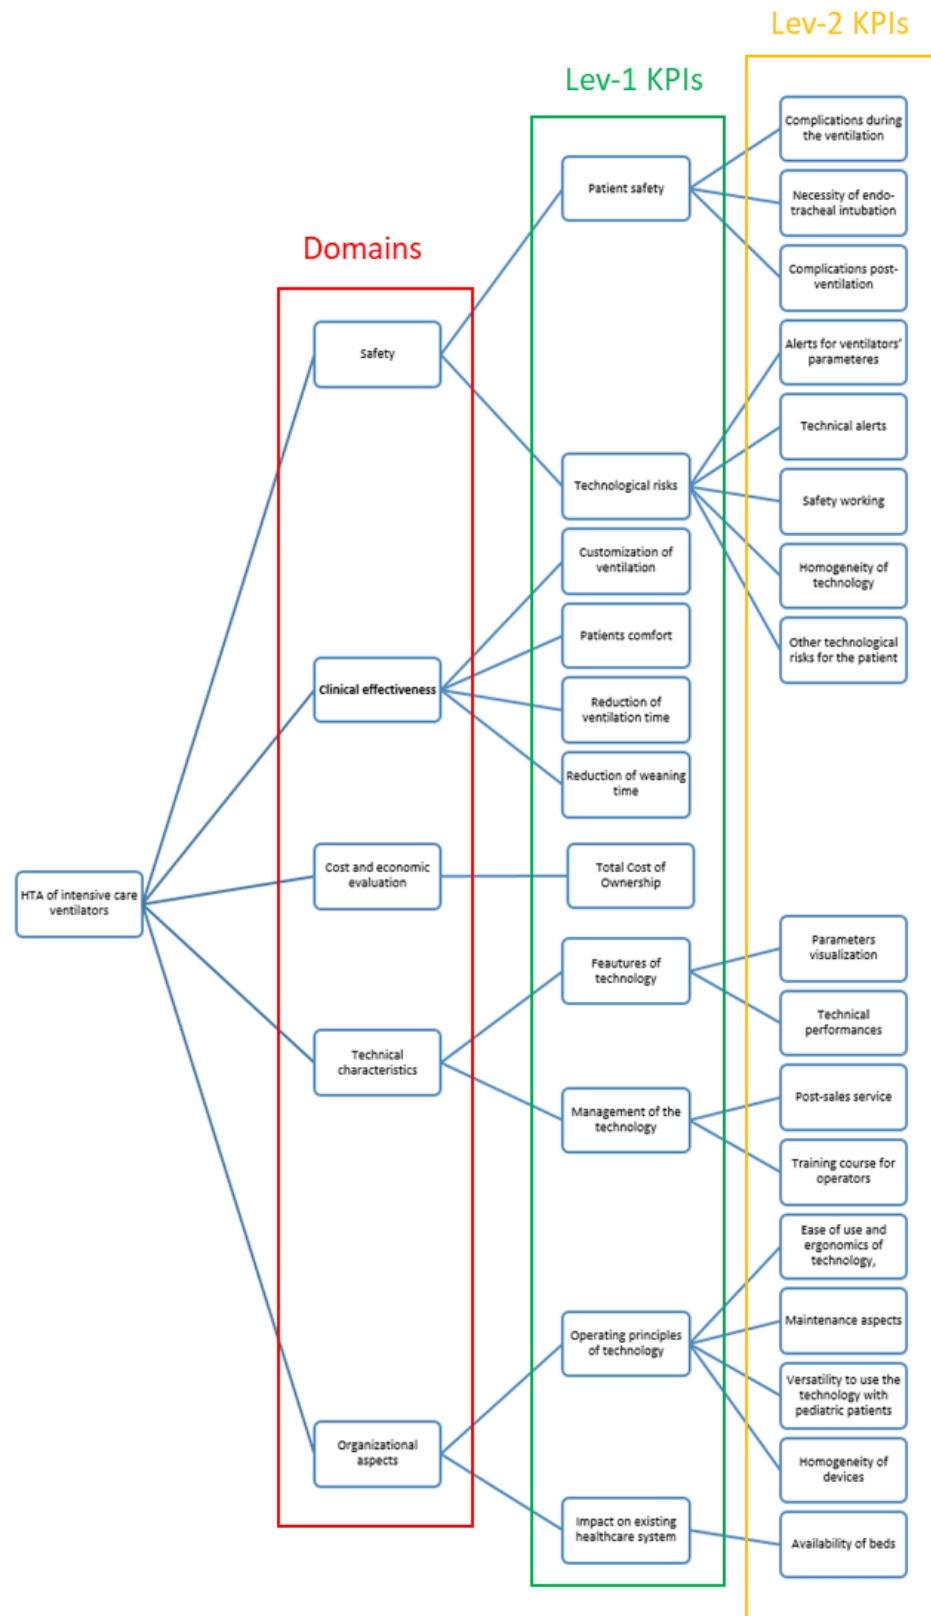 Lev-2 KPIs
Lev-1 KPIs
Domains
HTA of intensive care
ventilators
Safety
Clinical effectiveness
Cost and economic
evaluation
Technical
characteristics
Organizational
aspects
Patient safety
Technological risks
Customization of
ventilation
Patients comfort
Reduction of
ventilation time
Reduction of weaning
time
Total Cost of
Ownership
Feautures of
technology
Management of the
technology
Operating principles
of technology
Impact on existing
healthcare system
Complications during
the ventilation
Necessity of endo-
tracheal intubation
Complications post-
ventilation
Alerts for ventilators'
parameteres
Technical alerts
Safety working
Homogeneity of
technology
Other technological
risks for the patient
Parameters
visualization
Technical
performances
Post-sales service
Training course for
operators
Ease of use and
ergonomics of
technology,
Maintenance aspects
Versatility to use the
technology with
pediatric patients
Homogeneity of
devices
Availability of beds